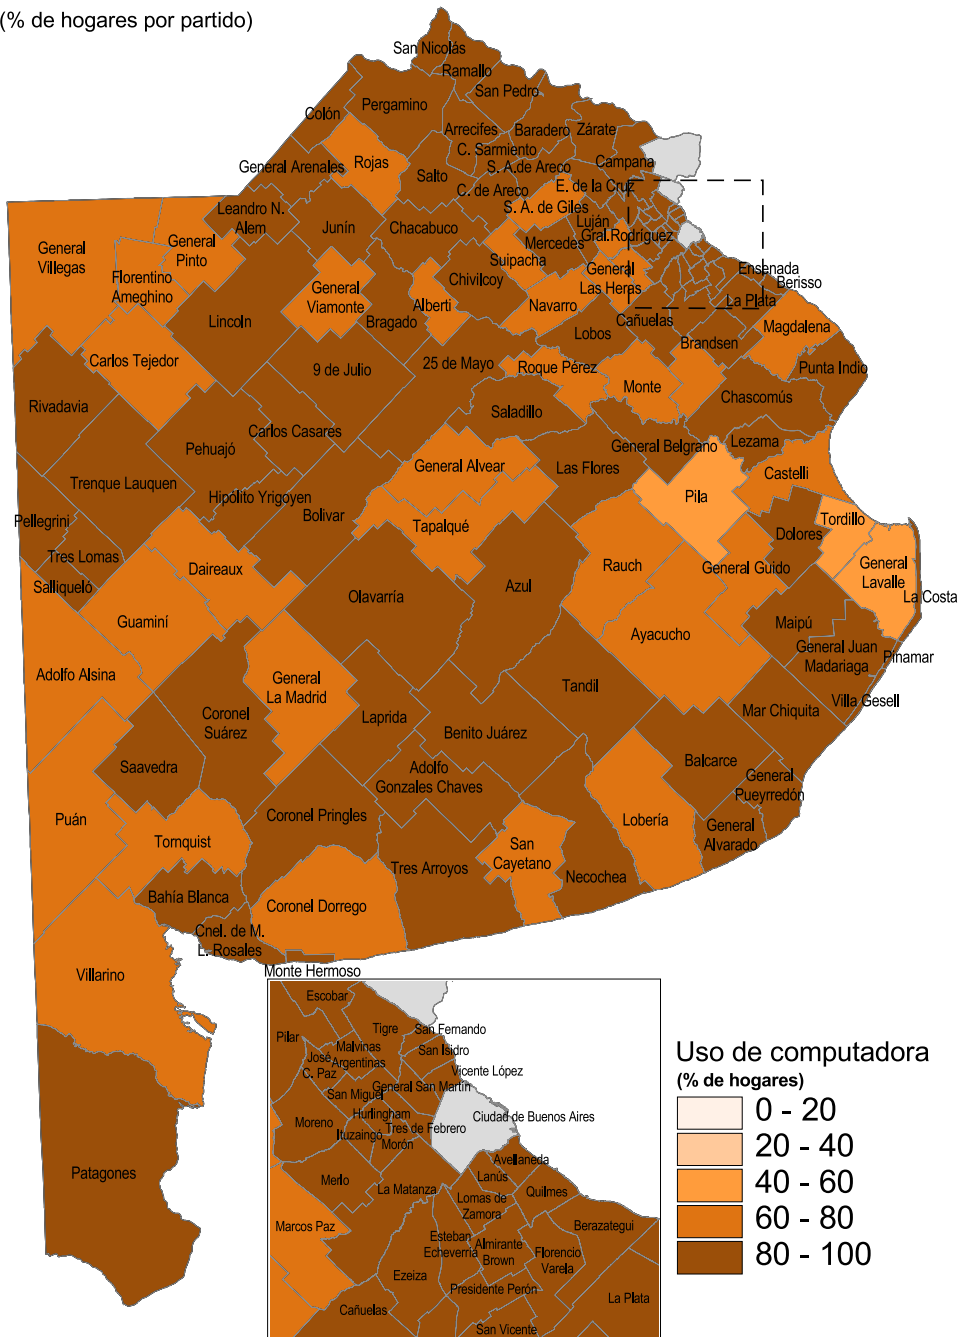 (% de hogares por partido)
San Nicolás
Ramallo
San Pedro
Colón
Pergamino
Arrecifes
Baradero
Zárate
C. Sarmiento
General Arenales
Rojas
Salto
S. A.de Areco
Campana
C. de Areco
E. de la Cruz
Leandro N.
Alem
Junín
Chacabuco
S. A. de Giles
Luján
Mercedes
Gral.Rodríguez
General
Villegas
General
Pinto
Suipacha
Florentino
Ameghino
General
Viamonte
Chivilcoy
General
Las Heras
Ensenada
Berisso
Alberti
Navarro
La Plata
Lincoln
Bragado
Lobos
Cañuelas
Magdalena
Brandsen
Carlos Tejedor
9 de Julio
25 de Mayo
Roque Pérez
Monte
Punta Indio
Rivadavia
Saladillo
Chascomús
Pehuajó
Carlos Casares
General Belgrano
Lezama
General Alvear
Las Flores
Castelli
Trenque Lauquen
Hipólito Yrigoyen
Bolivar
Pila
Pellegrini
Tapalqué
Dolores
Tordillo
Tres Lomas
Daireaux
Rauch
General Guido
General
Lavalle
Salliqueló
Azul
Olavarría
La Costa
Guaminí
Maipú
Ayacucho
General Juan
Madariaga
Pinamar
Adolfo Alsina
General
La Madrid
Tandil
Villa Gesell
Coronel
Suárez
Laprida
Mar Chiquita
Benito Juárez
Saavedra
Adolfo
Gonzales Chaves
Balcarce
General
Pueyrredón
Puán
Coronel Pringles
Lobería
General
Alvarado
Tornquist
San
Cayetano
Tres Arroyos
Necochea
Bahía Blanca
Coronel Dorrego
Cnel. de M.
L. Rosales
Villarino
Monte Hermoso
Patagones
Escobar
Pilar
Tigre
San Fernando
Malvinas
Argentinas
José
C. Paz
San Isidro
Vicente López
San Miguel
General San Martín
Hurlingham
Ciudad de Buenos Aires
Moreno
Ituzaingó
Tres de Febrero
Morón
Avellaneda
Merlo
La Matanza
Lanús
Quilmes
Lomas de
Zamora
Marcos Paz
Berazategui
Esteban
Echeverría
Almirante
Brown
Florencio
Varela
Ezeiza
Presidente Perón
La Plata
Cañuelas
San Vicente
Uso de computadora
(% de hogares)
0 - 20
20 - 40
40 - 60
60 - 80
80 - 100